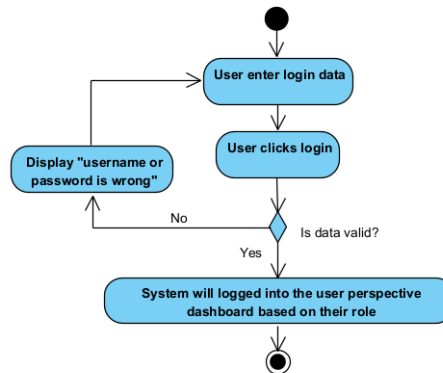 User enter login data
User clicks login
Display "username or
password is wrong"
No
Is data valid?
Yes
System will logged into the user perspective
dashboard based on their role